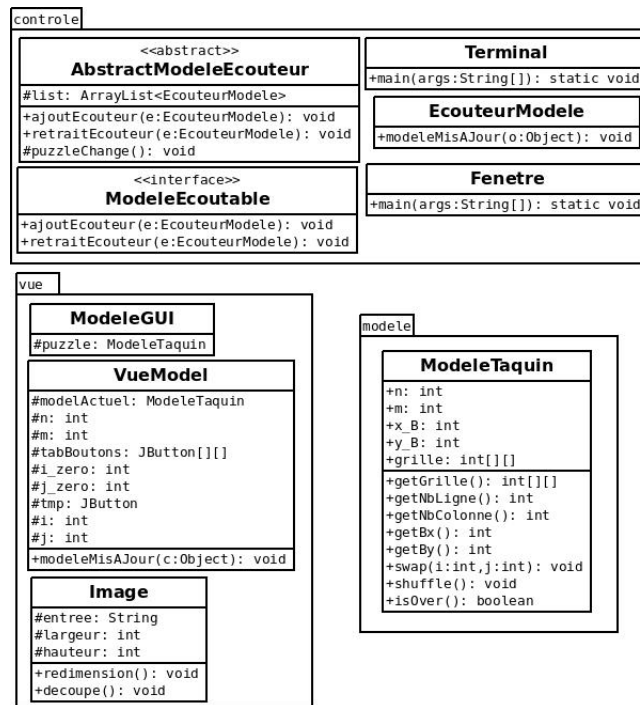 controle
<<abstract>>
AbstractModeleEcouteur
#list: ArrayList<EcouteurModele>
+ajoutEcouteur(e:EcouteurModele): void
+retraitEcouteur(e:EcouteurModele): void
#puzzleChange(): void
<<interface>>
ModeleEcoutable
+ajoutEcouteur(e:EcouteurModele): void
+retraitEcouteur(e:EcouteurModele): void
Terminal
+main(args:String[]): static void
EcouteurModele
+modeleMisAJour(o:Object): void
Fenetre
+main(args:String[]): static void
vue
ModeleGUI
#puzzle: ModeleTaquin
VueModel
#modelActuel: ModeleTaquin
#n: int
#m: int
#tabBoutons: JButton[][]
#i_zero: int
#j_zero: int
#tmp: JButton
#i: int
#j: int
+modeleMisAJour(c:Object): void
Image
#entree: String
#largeur: int
#hauteur: int
+redimension(): void
+decoupe(): void
modele
ModeleTaquin
+n: int
+m: int
+x_B: int
+y_B: int
+grille: int[][]
+getGrille(): int[][]
+getNbLigne(): int
+getNbColonne(): int
+getBx(): int
+getBy(): int
+swap(i:int,j:int): void
+shuffle(): void
+isOver(): boolean